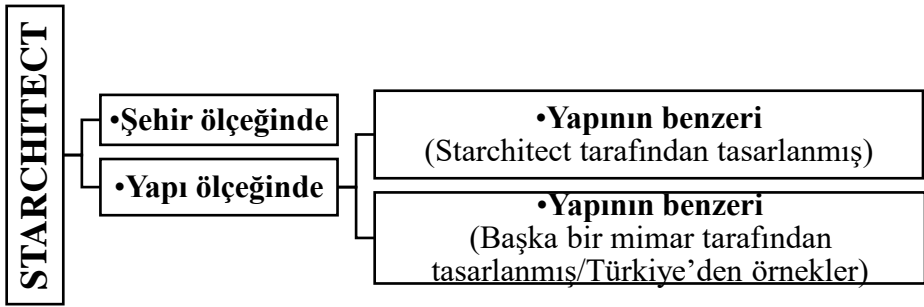 STARCHITECT
•Şehir ölçeğinde
•Yapı ölçeğinde
•Yapının benzeri
(Starchitect tarafından tasarlanmış)
•Yapının benzeri
(Başka bir mimar tarafından
tasarlanmış/Türkiye’den örnekler)